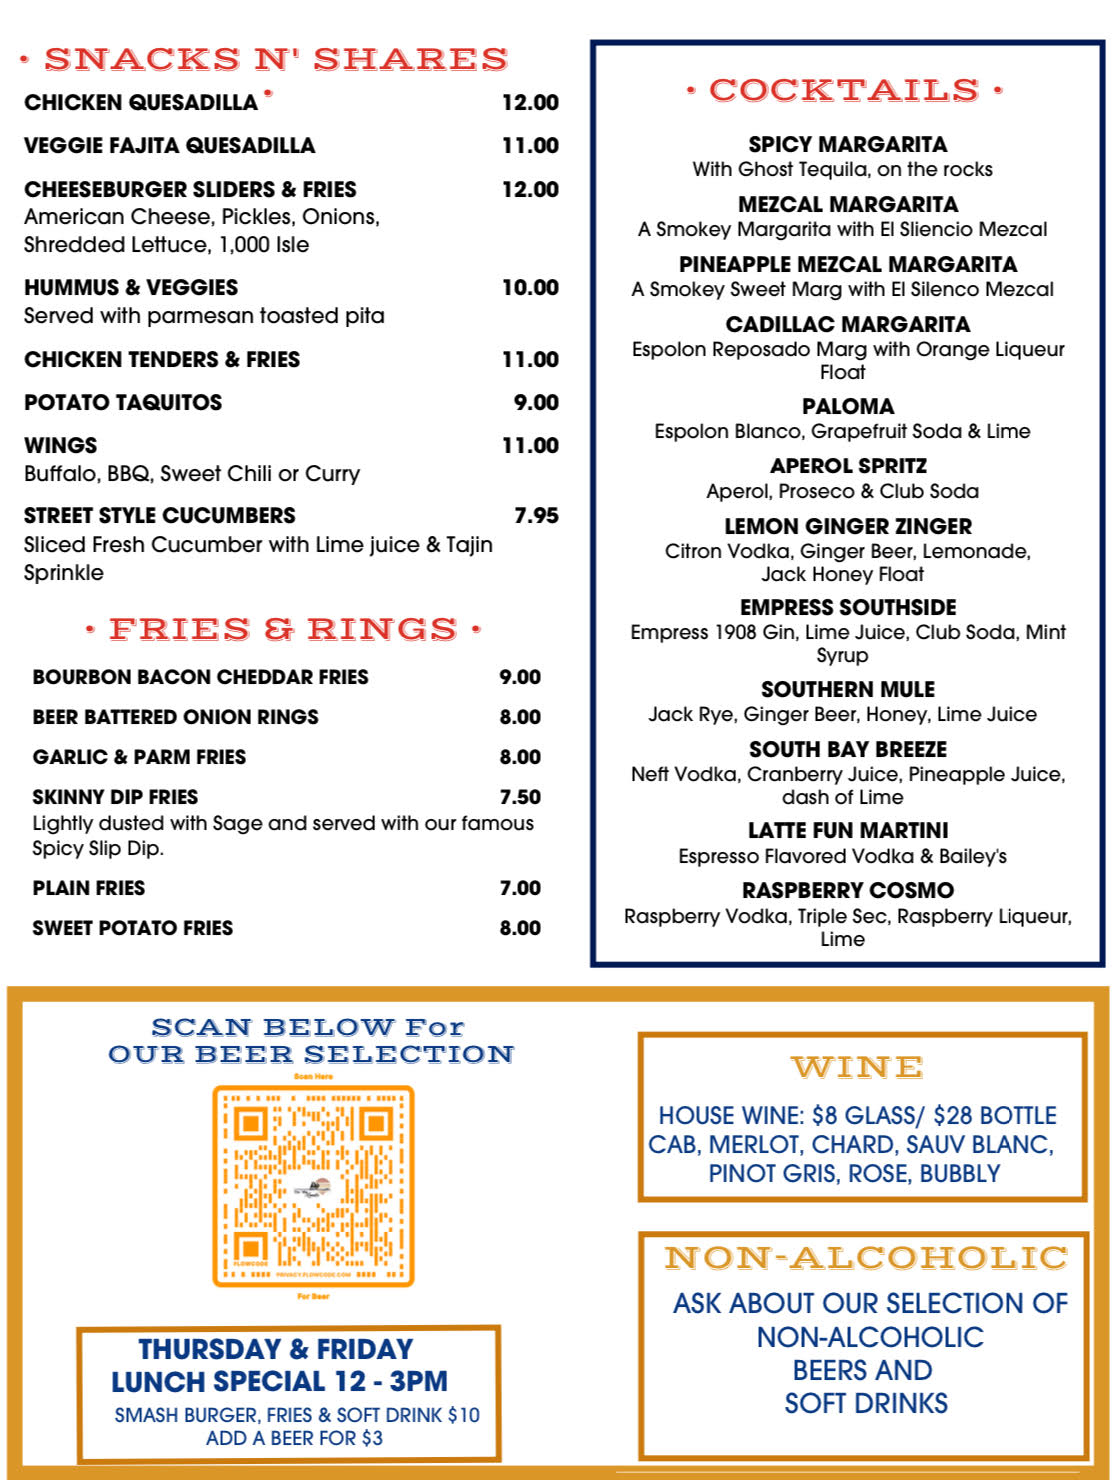 • SNACKS N' SHARES •
CHICKEN QUESADILLA 12.00
VEGGIE FAJITA QUESADILLA 11.00
CHEESEBURGER SLIDERS & FRIES 12.00
American Cheese, Pickles, Onions,
Shredded Lettuce, 1,000 Isle
HUMMUS & VEGGIES 10.00
Served with parmesan toasted pita
CHICKEN TENDERS & FRIES 11.00
POTATO TAQUITOS 9.00
WINGS 11.00
Buffalo, BBQ, Sweet Chili or Curry
STREET STYLE CUCUMBERS 7.95
Sliced Fresh Cucumber with Lime juice & Tajin
Sprinkle
• FRIES & RINGS •
BOURBON BACON CHEDDAR FRIES 9.00
BEER BATTERED ONION RINGS 8.00
GARLIC & PARM FRIES 8.00
SKINNY DIP FRIES 7.50
Lightly dusted with Sage and served with our famous
Spicy Slip Dip.
PLAIN FRIES 7.00
SWEET POTATO FRIES 8.00
• COCKTAILS •
SPICY MARGARITA
With Ghost Tequila, on the rocks
MEZCAL MARGARITA
A Smokey Margarita with El Sliencio Mezcal
PINEAPPLE MEZCAL MARGARITA
A Smokey Sweet Marg with El Silenco Mezcal
CADILLAC MARGARITA
Espolon Reposado Marg with Orange Liqueur
Float
PALOMA
Espolon Blanco, Grapefruit Soda & Lime
APEROL SPRITZ
Aperol, Proseco & Club Soda
LEMON GINGER ZINGER
Citron Vodka, Ginger Beer, Lemonade,
Jack Honey Float
EMPRESS SOUTHSIDE
Empress 1908 Gin, Lime Juice, Club Soda, Mint
Syrup
SOUTHERN MULE
Jack Rye, Ginger Beer, Honey, Lime Juice
SOUTH BAY BREEZE
Neft Vodka, Cranberry Juice, Pineapple Juice,
dash of Lime
LATTE FUN MARTINI
Espresso Flavored Vodka & Bailey's
RASPBERRY COSMO
Raspberry Vodka, Triple Sec, Raspberry Liqueur,
Lime
SCAN BELOW For
OUR BEER SELECTION
Scan Here
FLOWCODE
PRIVACY.FLOWCODE.COM
For Beer
THURSDAY & FRIDAY
LUNCH SPECIAL 12 - 3PM
SMASH BURGER, FRIES & SOFT DRINK $10
ADD A BEER FOR $3
WINE
HOUSE WINE: $8 GLASS/ $28 BOTTLE
CAB, MERLOT, CHARD, SAUV BLANC,
PINOT GRIS, ROSE, BUBBLY
NON-ALCOHOLIC
ASK ABOUT OUR SELECTION OF
NON-ALCOHOLIC
BEERS AND
SOFT DRINKS